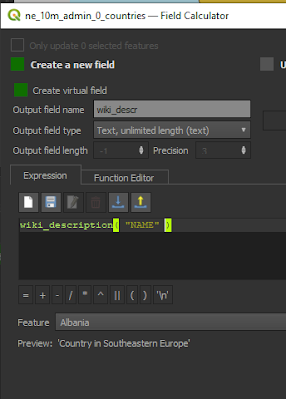 ne_10m_admin_0_countries — Field Calculator
Only update 0 selected features
Create a new field
U
Create virtual field
Output field name wiki_descr
Output field type Text, unlimited length (text)
Output field length -1 Precision
Expression Function Editor
wiki_description( "NAME" )
= + - / * ^ || ( ) '\n'
Feature Albania
Preview: 'Country in Southeastern Europe'